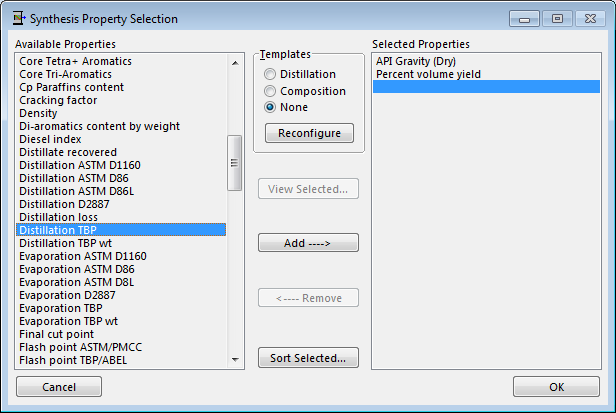 Synthesis Property Selection
Available Properties
Core Tetra+ Aromatics
Core Tri-Aromatics
Cp Paraffins content
Cracking factor
Density
Di-aromatics content by weight
Diesel index
Distillate recovered
Distillation ASTM D1160
Distillation ASTM D86
Distillation ASTM D86L
Distillation D2887
Distillation loss
Distillation TBP
Distillation TBP wt
Evaporation ASTM D1160
Evaporation ASTM D86
Evaporation ASTM D8L
Evaporation D2887
Evaporation TBP
Evaporation TBP wt
Final cut point
Flash point ASTM/PMCC
Flash point TBP/ABEL
Templates
Distillation
Composition
None
Reconfigure
View Selected...
Add ---->
<---- Remove
Sort Selected...
Selected Properties
API Gravity (Dry)
Percent volume yield
Cancel
OK